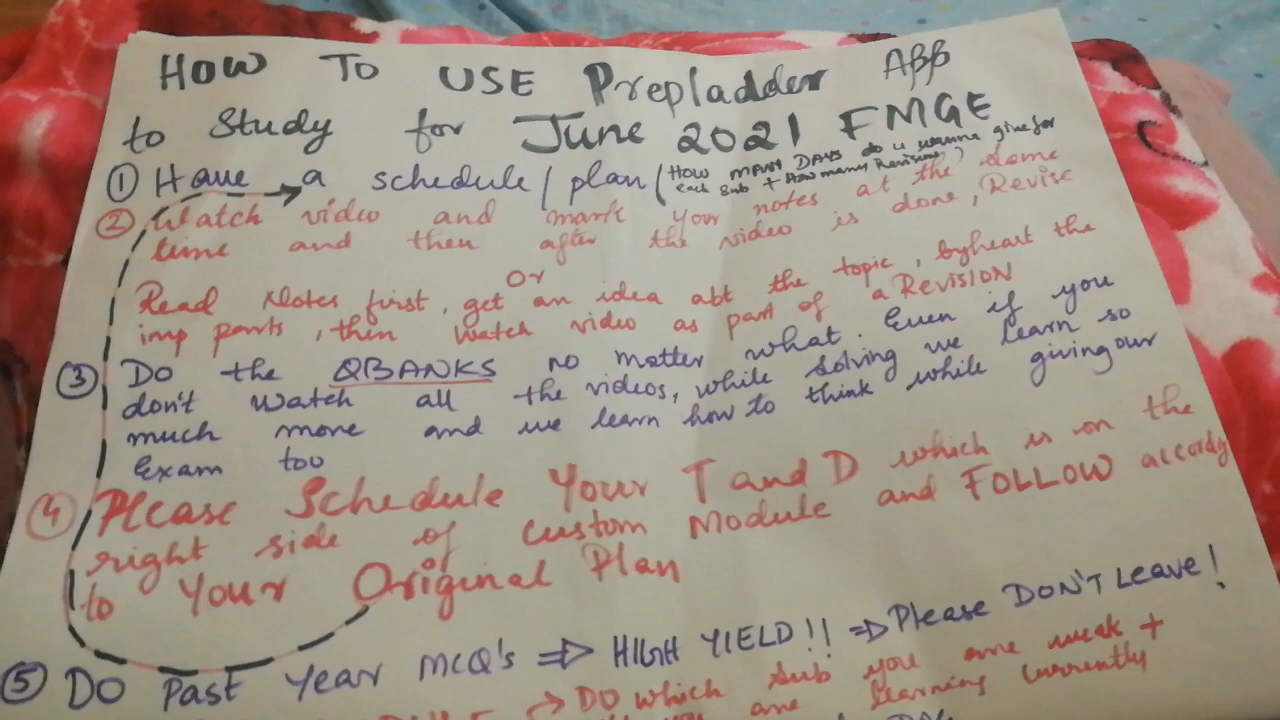 HOW TO USE Prepladder App
to Study for June 2021 FMGE
① Have a schedule / plan (HOW MANY DAYS do u wanna give for
each sub + How many Revisions)
② Watch video and mark your notes at the same
time and then after the video is done, Revise
Or
Read Notes first, get an idea abt the topic, byheart the
imp parts, then watch video as part of a REVISION
③ Do the QBANKS no matter what. Even if you
don't watch all the videos, while solving we learn so
much more and we learn how to think while giving our
Exam too
④ Please Schedule Your T and D which is on the
right side of custom Module and FOLLOW accordy
to Your Original Plan
⑤ DO Past Year MCQ's ⇒ HIGH YIELD!! ⇒ Please DON'T Leave!
→ DO which sub you are weak +
you are learning currently